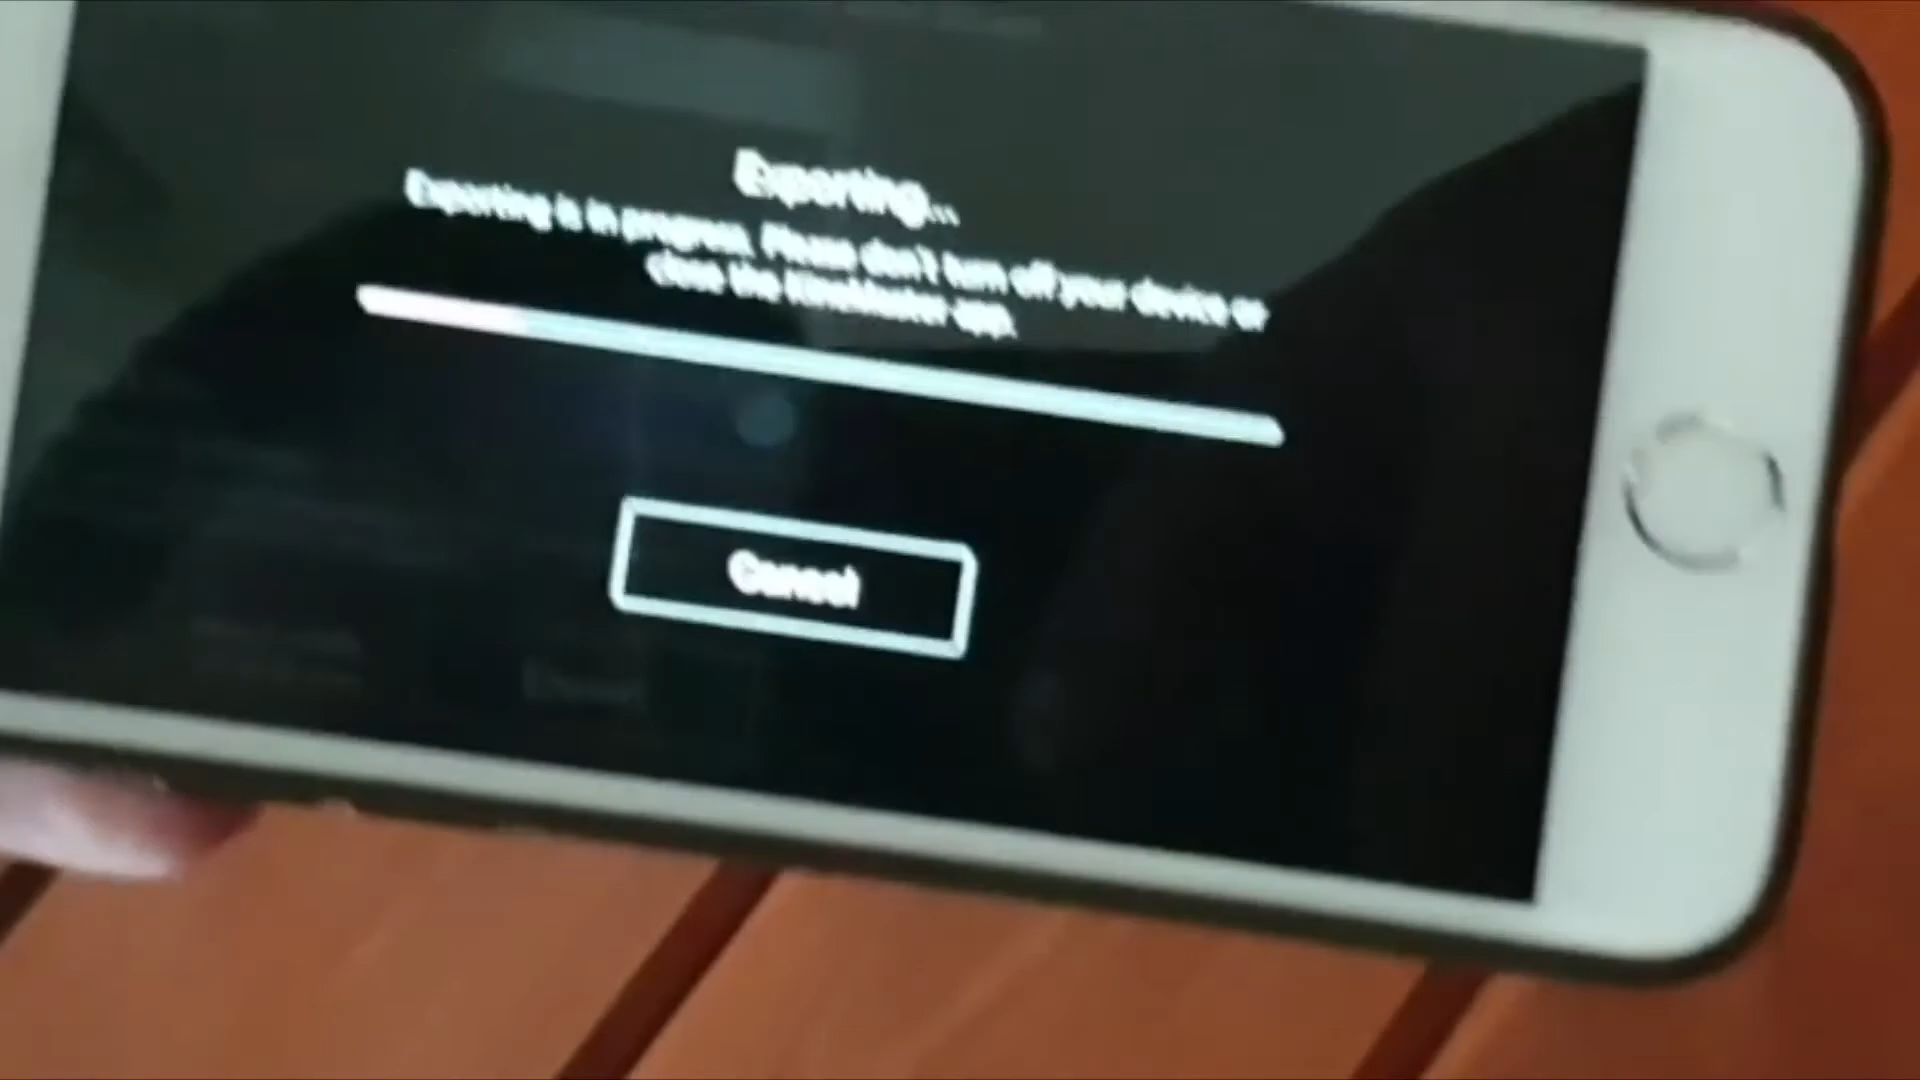 Exporting...
Exporting is in progress. Please don't turn off your device or
close the KineMaster app.
Cancel